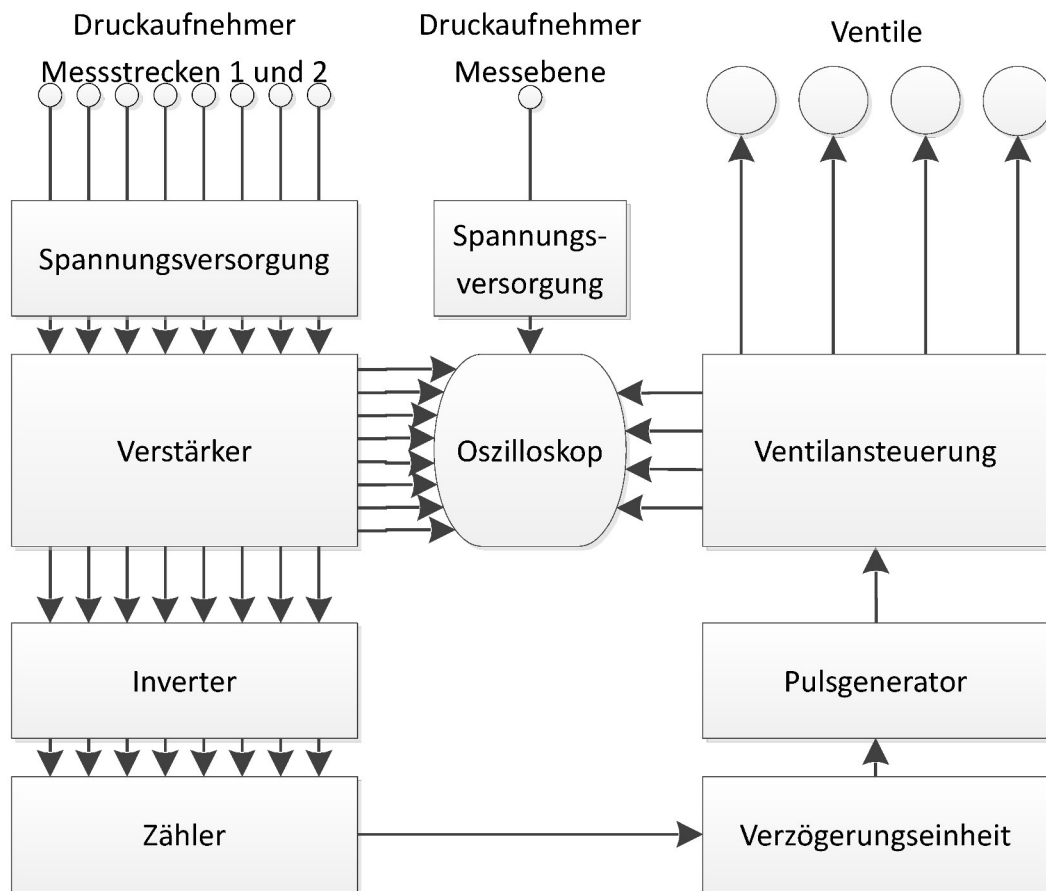 Druckaufnehmer
Messstrecken 1 und 2
Druckaufnehmer
Messebene
Ventile
Spannungsversorgung
Spannungs-
versorgung
Verstärker
Oszilloskop
Ventilansteuerung
Inverter
Pulsgenerator
Zähler
Verzögerungseinheit